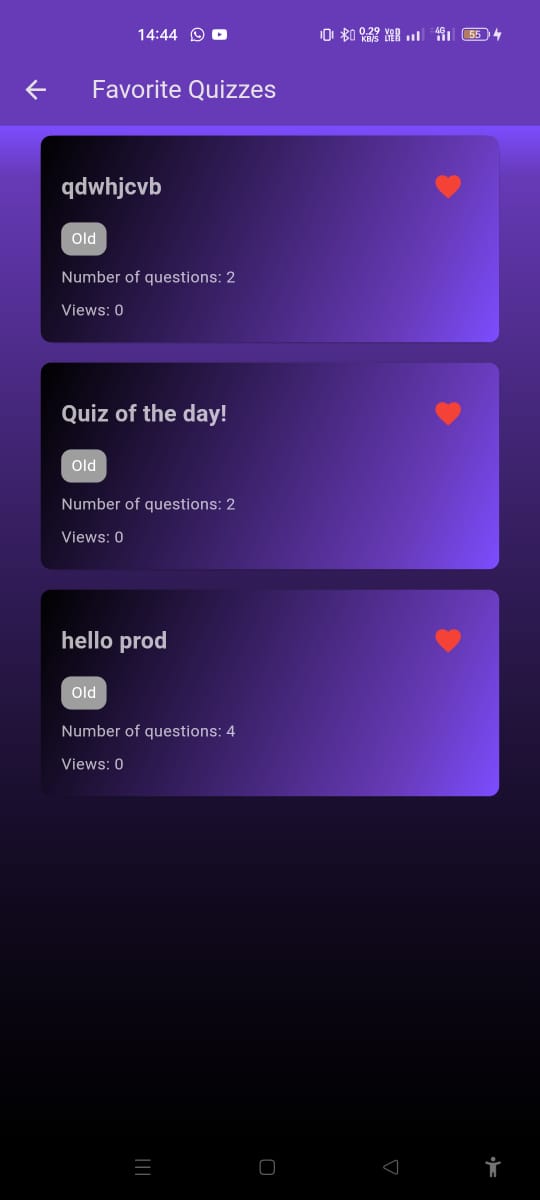 14:44 0.29 KB/S Vo LTE 4G 55
Favorite Quizzes
qdwhjcvb
Old
Number of questions: 2
Views: 0
Quiz of the day!
Old
Number of questions: 2
Views: 0
hello prod
Old
Number of questions: 4
Views: 0